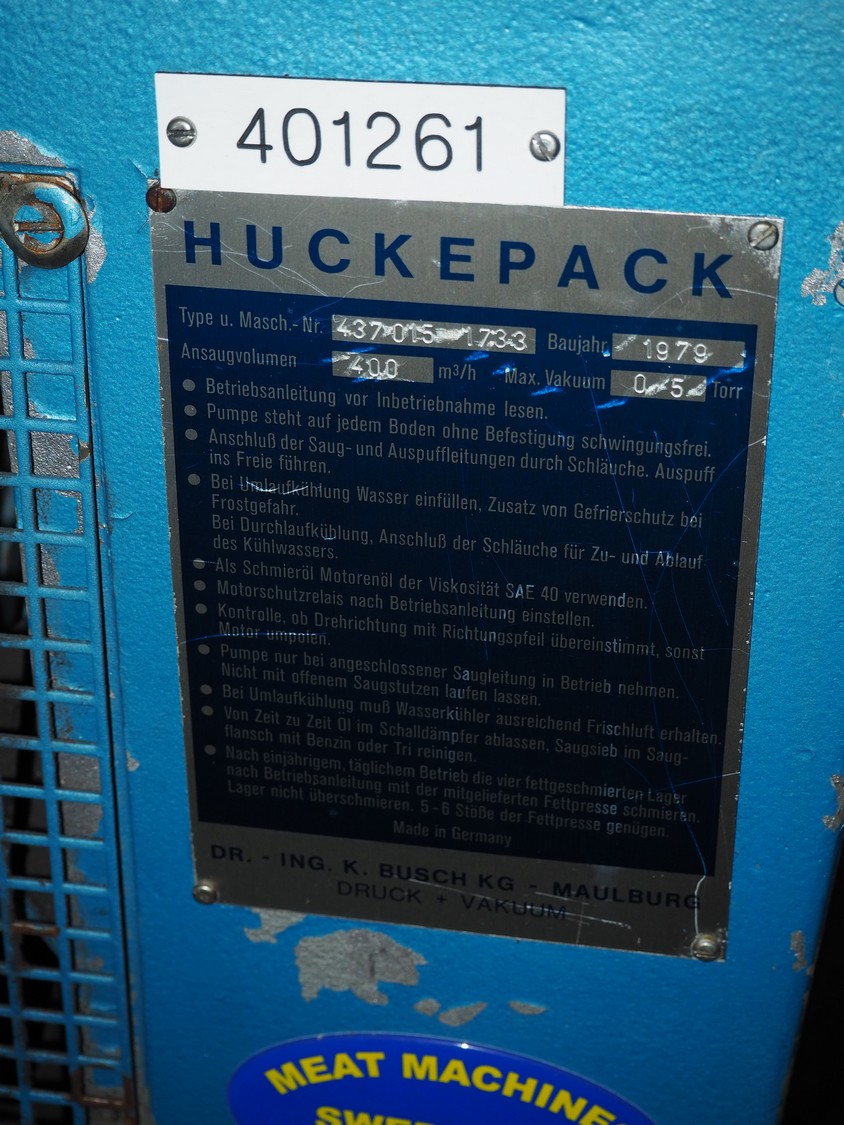 401261
HUCKEPACK
Type u. Masch.-Nr. 437015 1733 Baujahr 1979
Ansaugvolumen 400 m³/h Max. Vakuum 0,5 Torr
● Betriebsanleitung vor Inbetriebnahme lesen.
● Pumpe steht auf jedem Boden ohne Befestigung schwingungsfrei.
● Anschluß der Saug- und Auspuffleitungen durch Schläuche. Auspuff
ins Freie führen.
● Bei Umlaufkühlung Wasser einfüllen, Zusatz von Gefrierschutz bei
Frostgefahr.
Bei Durchlaufkühlung, Anschluß der Schläuche für Zu- und Ablauf
des Kühlwassers.
● Als Schmieröl Motorenöl der Viskosität SAE 40 verwenden.
● Motorschutzrelais nach Betriebsanleitung einstellen.
● Kontrolle, ob Drehrichtung mit Richtungspfeil übereinstimmt, sonst
Motor umpolen.
● Pumpe nur bei angeschlossener Saugleitung in Betrieb nehmen.
Nicht mit offenem Saugstutzen laufen lassen.
● Bei Umlaufkühlung muß Wasserkühler ausreichend Frischluft erhalten.
● Von Zeit zu Zeit Öl im Schalldämpfer ablassen, Saugsieb im Saug-
flansch mit Benzin oder Tri reinigen.
● Nach einjährigem, täglichem Betrieb die vier fettgeschmierten Lager
nach Betriebsanleitung mit der mitgelieferten Fettpresse schmieren.
Lager nicht überschmieren. 5-6 Stöße der Fettpresse genügen.
Made in Germany
DR. - ING. K. BUSCH KG - MAULBURG
DRUCK + VAKUUM
MEAT MACHINES